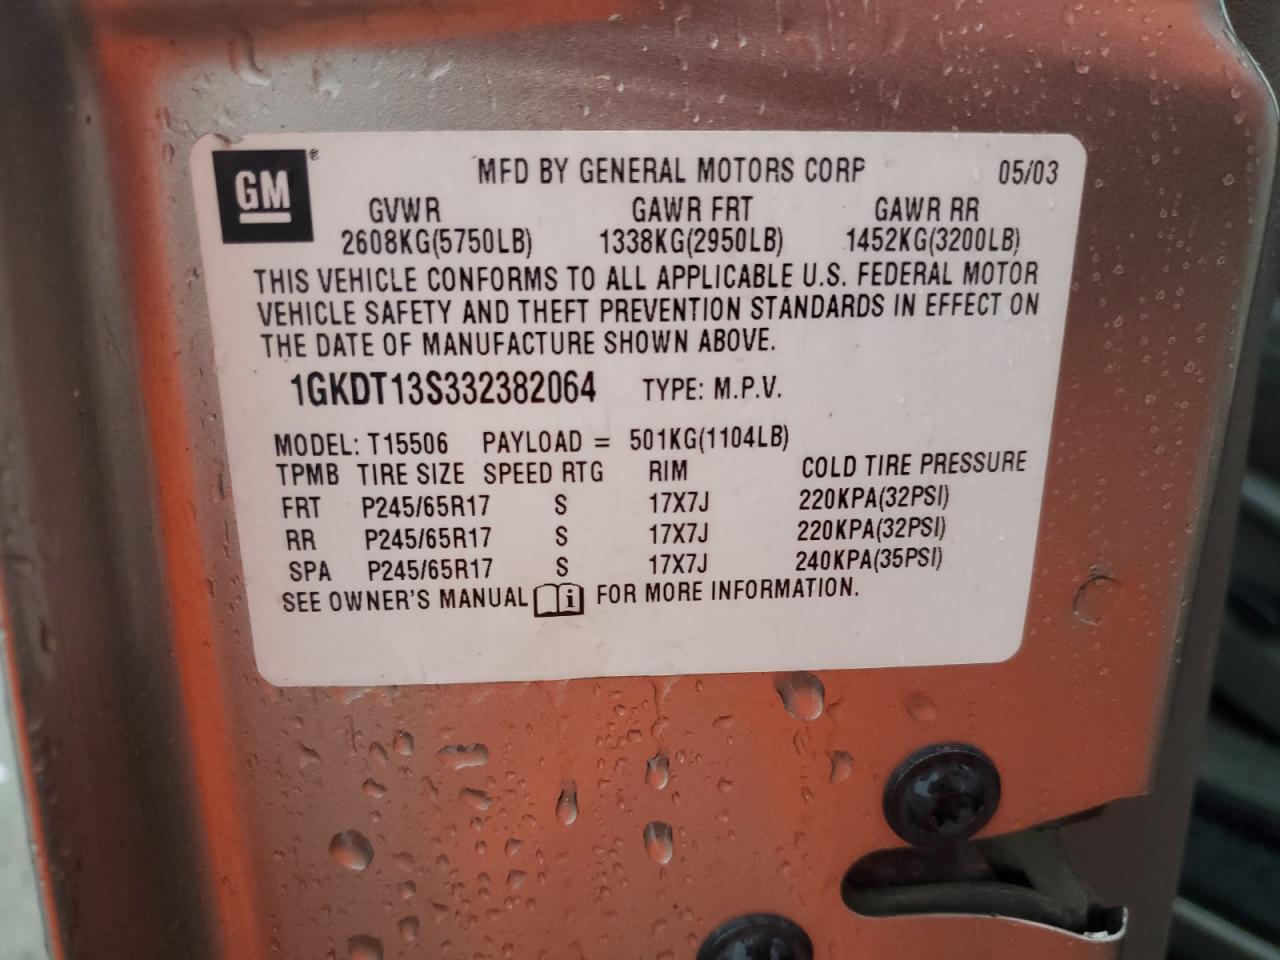 GM ®
MFD BY GENERAL MOTORS CORP 05/03
GVWR GAWR FRT GAWR RR
2608KG(5750LB) 1338KG(2950LB) 1452KG(3200LB)
THIS VEHICLE CONFORMS TO ALL APPLICABLE U.S. FEDERAL MOTOR
VEHICLE SAFETY AND THEFT PREVENTION STANDARDS IN EFFECT ON
THE DATE OF MANUFACTURE SHOWN ABOVE.
1GKDT13S332382064 TYPE: M.P.V.
MODEL: T15506 PAYLOAD = 501KG(1104LB)
TPMB TIRE SIZE SPEED RTG RIM COLD TIRE PRESSURE
FRT P245/65R17 S 17X7J 220KPA(32PSI)
RR P245/65R17 S 17X7J 220KPA(32PSI)
SPA P245/65R17 S 17X7J 240KPA(35PSI)
SEE OWNER'S MANUAL i FOR MORE INFORMATION.